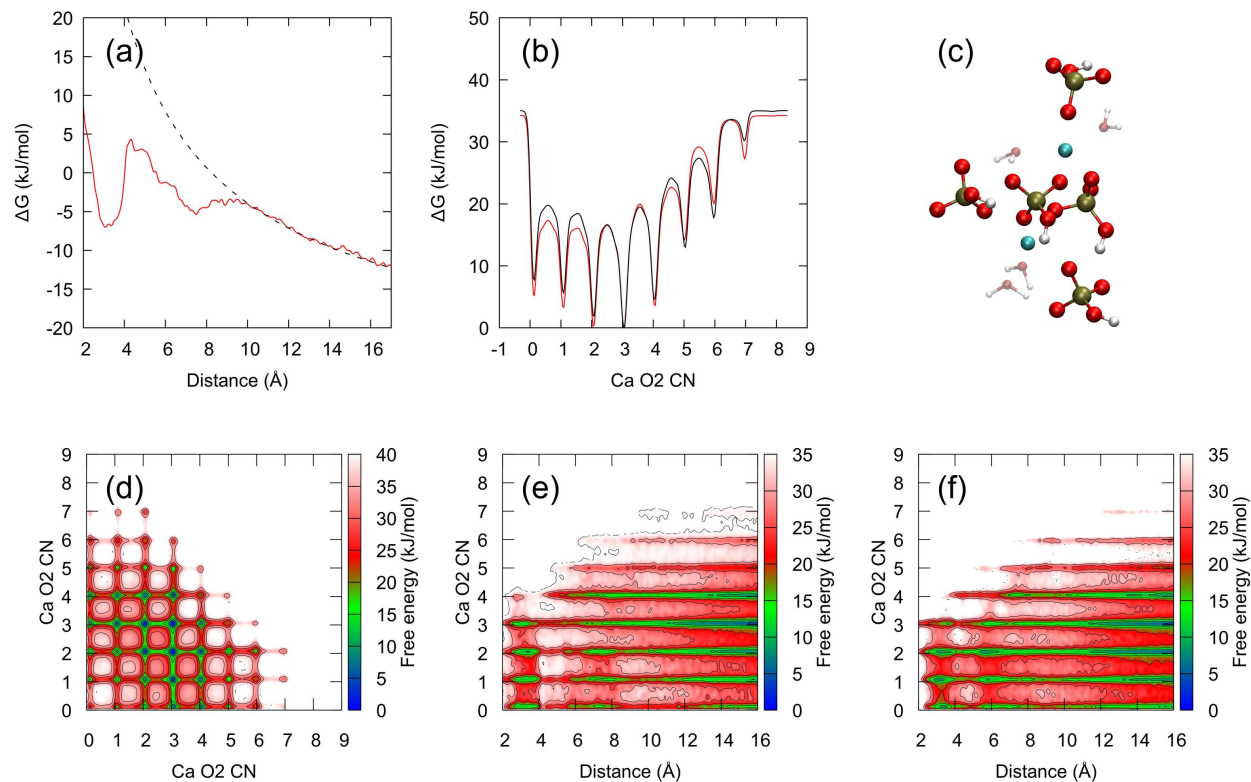 (a)
20
15
10
5
0
-5
-10
-15
-20
ΔG (kJ/mol)
2 4 6 8 10 12 14 16
Distance (Å)
(b)
50
40
30
20
10
0
ΔG (kJ/mol)
-1 0 1 2 3 4 5 6 7 8 9
Ca O2 CN
(c)
(d)
9
8
7
6
5
4
3
2
1
0
Ca O2 CN
0 1 2 3 4 5 6 7 8 9
Ca O2 CN
40
35
30
25
20
15
10
5
0
Free energy (kJ/mol)
(e)
9
8
7
6
5
4
3
2
1
0
Ca O2 CN
2 4 6 8 10 12 14 16
Distance (Å)
35
30
25
20
15
10
5
0
Free energy (kJ/mol)
(f)
9
8
7
6
5
4
3
2
1
0
Ca O2 CN
2 4 6 8 10 12 14 16
Distance (Å)
35
30
25
20
15
10
5
0
Free energy (kJ/mol)